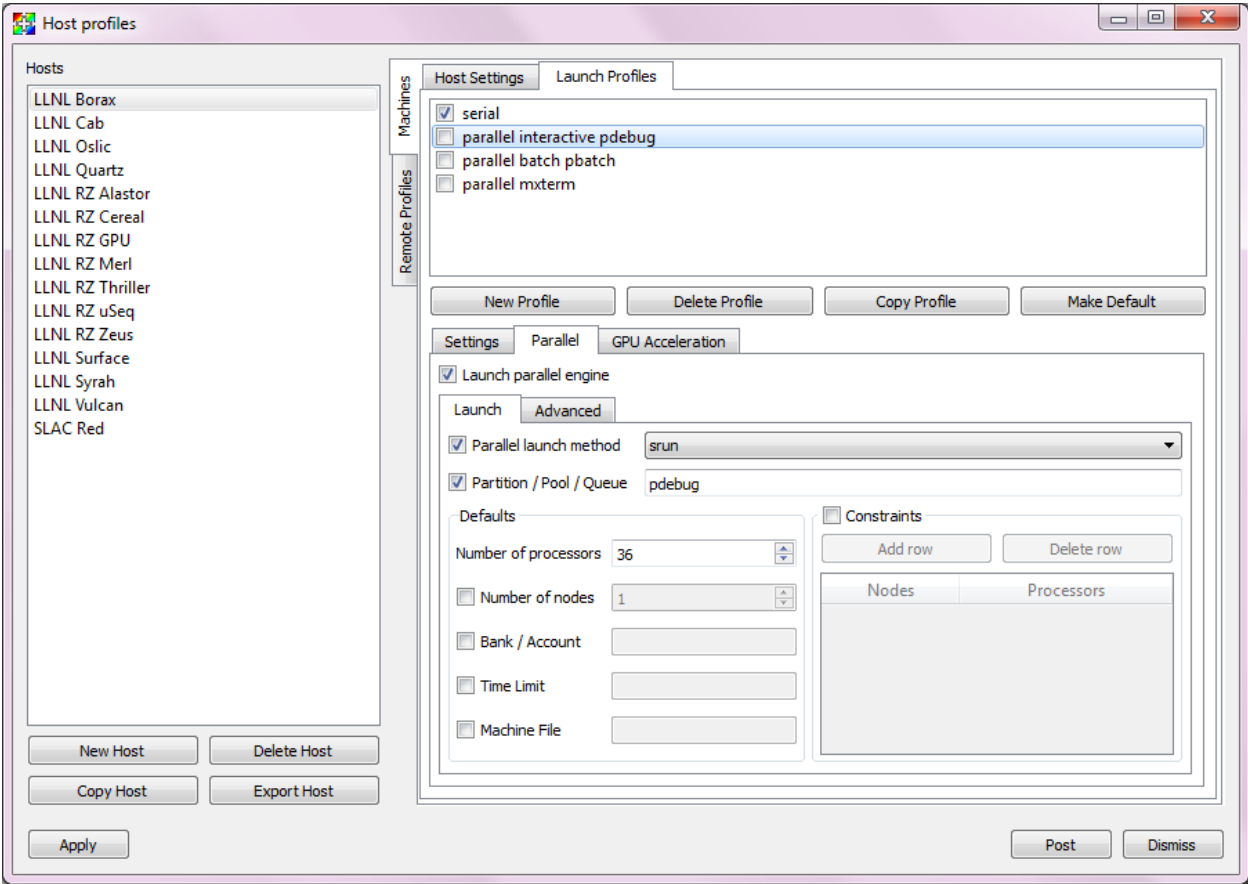 Host profiles
Hosts
LLNL Borax
LLNL Cab
LLNL Oslic
LLNL Quartz
LLNL RZ Alastor
LLNL RZ Cereal
LLNL RZ GPU
LLNL RZ Merl
LLNL RZ Thriller
LLNL RZ uSeq
LLNL RZ Zeus
LLNL Surface
LLNL Syrah
LLNL Vulcan
SLAC Red
New Host Delete Host
Copy Host Export Host
Machines
Remote Profiles
Host Settings Launch Profiles
serial
parallel interactive pdebug
parallel batch pbatch
parallel mxterm
New Profile Delete Profile Copy Profile Make Default
Settings Parallel GPU Acceleration
Launch parallel engine
Launch Advanced
Parallel launch method srun
Partition / Pool / Queue pdebug
Defaults
Number of processors 36
Number of nodes 1
Bank / Account
Time Limit
Machine File
Constraints
Add row Delete row
Nodes Processors
Apply Post Dismiss